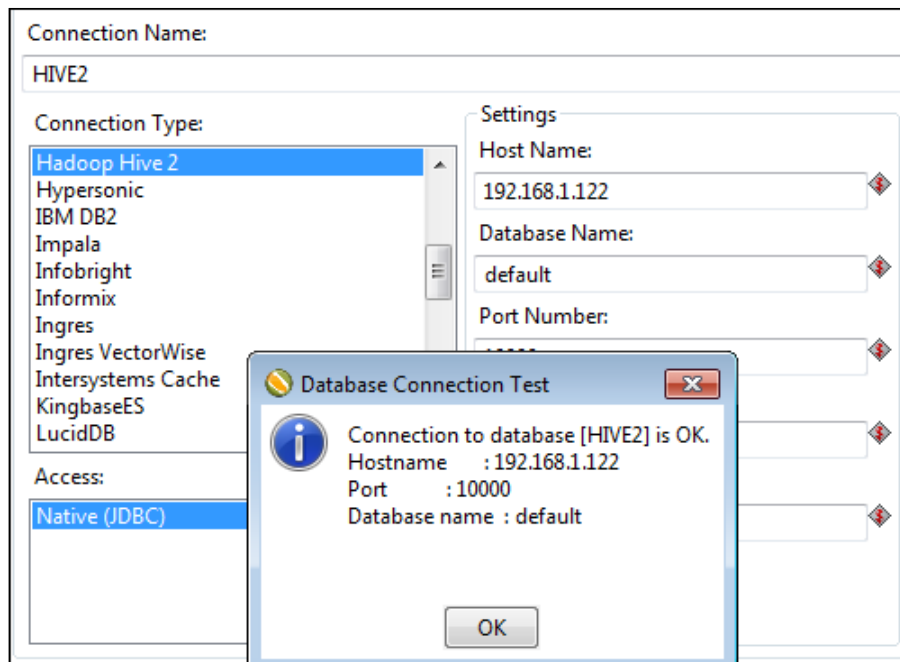 Connection Name:
HIVE2
Connection Type:
Hadoop Hive 2
Hypersonic
IBM DB2
Impala
Infobright
Informix
Ingres
Ingres VectorWise
Intersystems Cache
KingbaseES
LucidDB
Access:
Native (JDBC)
Settings
Host Name:
192.168.1.122
Database Name:
default
Port Number:
Database Connection Test
Connection to database [HIVE2] is OK.
Hostname : 192.168.1.122
Port : 10000
Database name : default
OK